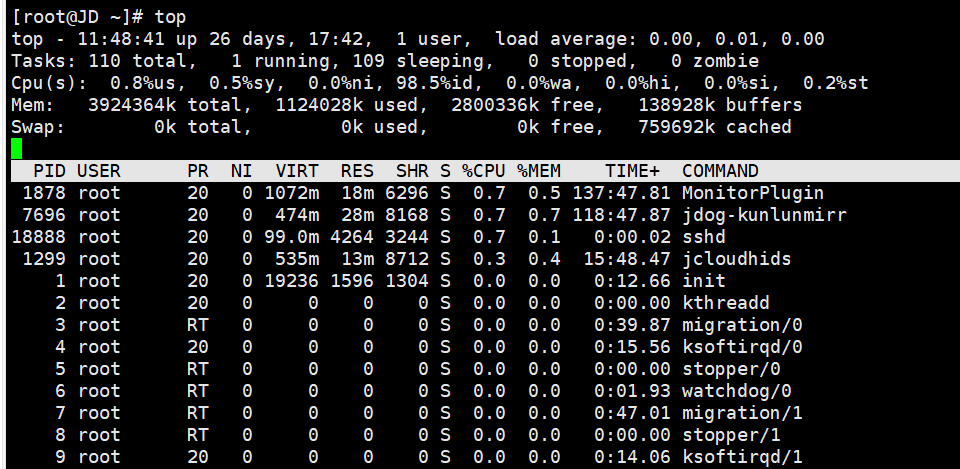 [root@JD ~]# top
top - 11:48:41 up 26 days, 17:42,  1 user,  load average: 0.00, 0.01, 0.00
Tasks: 110 total,   1 running, 109 sleeping,   0 stopped,   0 zombie
Cpu(s):  0.8%us,  0.5%sy,  0.0%ni, 98.5%id,  0.0%wa,  0.0%hi,  0.0%si,  0.2%st
Mem:   3924364k total,  1124028k used,  2800336k free,   138928k buffers
Swap:        0k total,        0k used,        0k free,   759692k cached
  PID USER      PR  NI  VIRT  RES  SHR S %CPU %MEM    TIME+  COMMAND
 1878 root      20   0 1072m  18m 6296 S  0.7  0.5 137:47.81 MonitorPlugin
 7696 root      20   0  474m  28m 8168 S  0.7  0.7 118:47.87 jdog-kunlunmirr
18888 root      20   0 99.0m 4264 3244 S  0.7  0.1   0:00.02 sshd
 1299 root      20   0  535m  13m 8712 S  0.3  0.4  15:48.47 jcloudhids
    1 root      20   0 19236 1596 1304 S  0.0  0.0   0:12.66 init
    2 root      20   0     0    0    0 S  0.0  0.0   0:00.00 kthreadd
    3 root      RT   0     0    0    0 S  0.0  0.0   0:39.87 migration/0
    4 root      20   0     0    0    0 S  0.0  0.0   0:15.56 ksoftirqd/0
    5 root      RT   0     0    0    0 S  0.0  0.0   0:00.00 stopper/0
    6 root      RT   0     0    0    0 S  0.0  0.0   0:01.93 watchdog/0
    7 root      RT   0     0    0    0 S  0.0  0.0   0:47.01 migration/1
    8 root      RT   0     0    0    0 S  0.0  0.0   0:00.00 stopper/1
    9 root      20   0     0    0    0 S  0.0  0.0   0:14.06 ksoftirqd/1